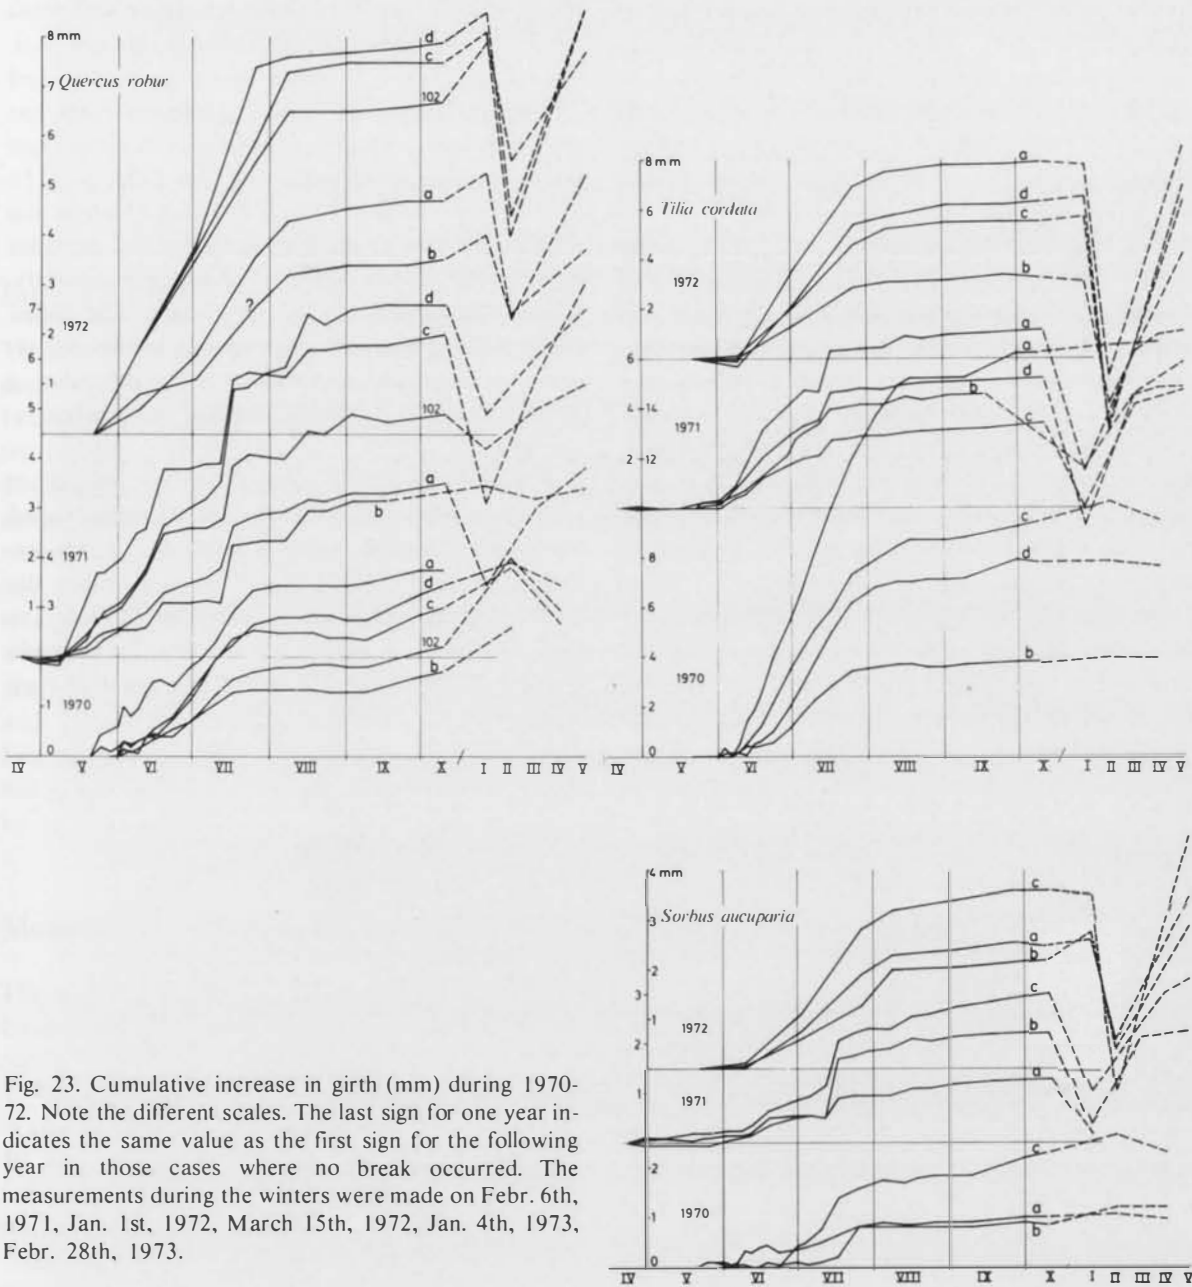 8 mm
Quercus robur
7
6
5
4
7
1972
6
5
4
3
2
4
1971
1
3
1
1970
0
d
c
102
a
b
?
d
c
102
a
b
a
d
c
102
b
IV V VI VII VIII IX X I II III IV V
8 mm
Tilia cordata
6
4
1972
2
6
4
14
1971
2
12
8
6
4
1970
2
0
a
d
c
b
a
a
d
b
c
c
d
b
IV V VI VII VIII IX X I II III IV V
4 mm
Sorbus aucuparia
3
2
3
1972
1
2
1971
1
2
1970
1
0
c
a
b
c
b
a
c
a
b
IV V VI VII VIII IX X I II III IV V
Fig. 23. Cumulative increase in girth (mm) during 1970-
72. Note the different scales. The last sign for one year in-
dicates the same value as the first sign for the following
year in those cases where no break occurred. The
measurements during the winters were made on Febr. 6th,
1971, Jan. 1st, 1972, March 15th, 1972, Jan. 4th, 1973,
Febr. 28th, 1973.